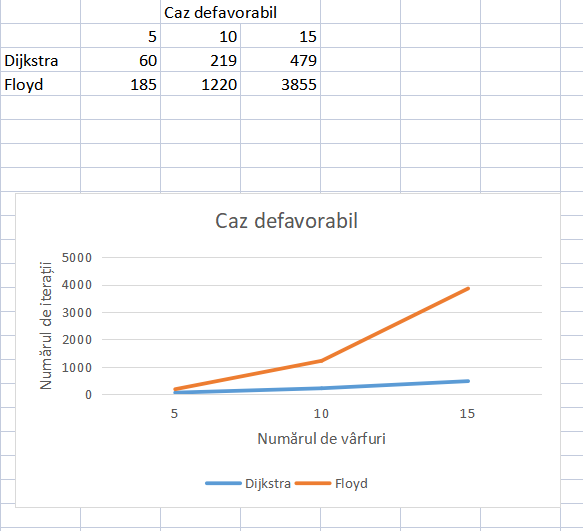 Caz defavorabil
5 10 15
Dijkstra 60 219 479
Floyd 185 1220 3855
Caz defavorabil
Numărul de iterații
5000
4000
3000
2000
1000
0
5 10 15
Numărul de vârfuri
Dijkstra Floyd